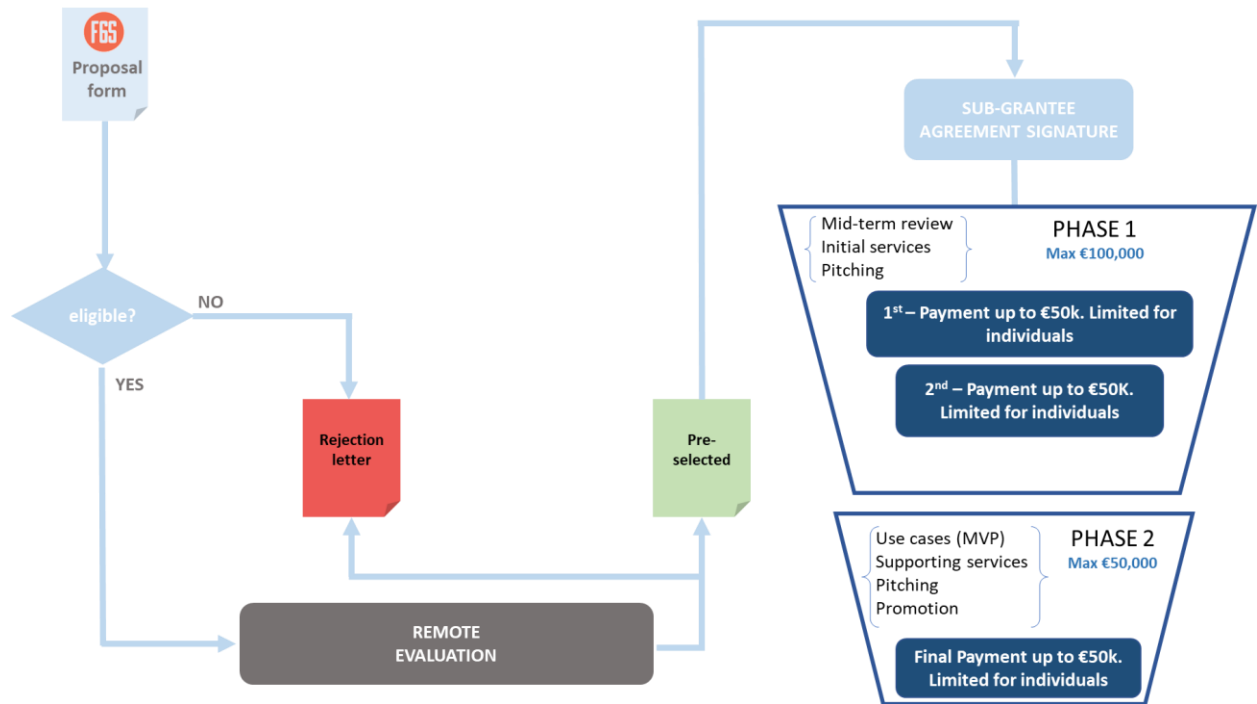 F6S
Proposal
form
eligible?
NO
YES
Rejection
letter
Pre-
selected
REMOTE
EVALUATION
SUB-GRANTEE
AGREEMENT SIGNATURE
Mid-term review
Initial services
Pitching
PHASE 1
Max €100,000
1st – Payment up to €50k. Limited for
individuals
2nd – Payment up to €50K.
Limited for individuals
Use cases (MVP)
Supporting services
Pitching
Promotion
PHASE 2
Max €50,000
Final Payment up to €50k.
Limited for individuals